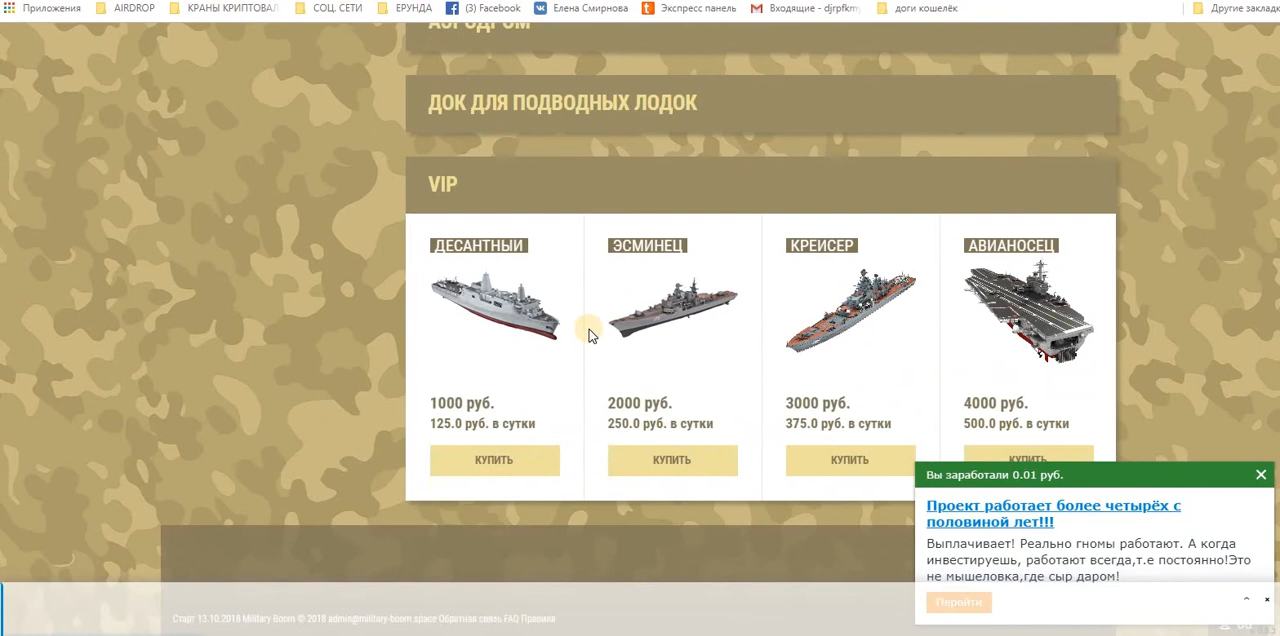 Приложения AIRDROP КРАНЫ КРИПТОВАЛ СОЦ. СЕТИ ЕРУНДА (3) Facebook Елена Смирнова Экспресс панель Входящие - djrpfkmy доги кошелёк Другие закладк
АЭРОДРОМ
ДОК ДЛЯ ПОДВОДНЫХ ЛОДОК
VIP
ДЕСАНТНЫЙ ЭСМИНЕЦ КРЕЙСЕР АВИАНОСЕЦ
1000 руб. 2000 руб. 3000 руб. 4000 руб.
125.0 руб. в сутки 250.0 руб. в сутки 375.0 руб. в сутки 500.0 руб. в сутки
КУПИТЬ КУПИТЬ КУПИТЬ КУПИТЬ
Вы заработали 0.01 руб.
Проект работает более четырёх с
половиной лет!!!
Выплачивает! Реально гномы работают. А когда
инвестируешь, работают всегда,т.е постоянно!Это
не мышеловка,где сыр даром!
Перейти
Старт 13.10.2018 Military Boom © 2018 admin@military-boom.space Обратная связь FAQ Правила